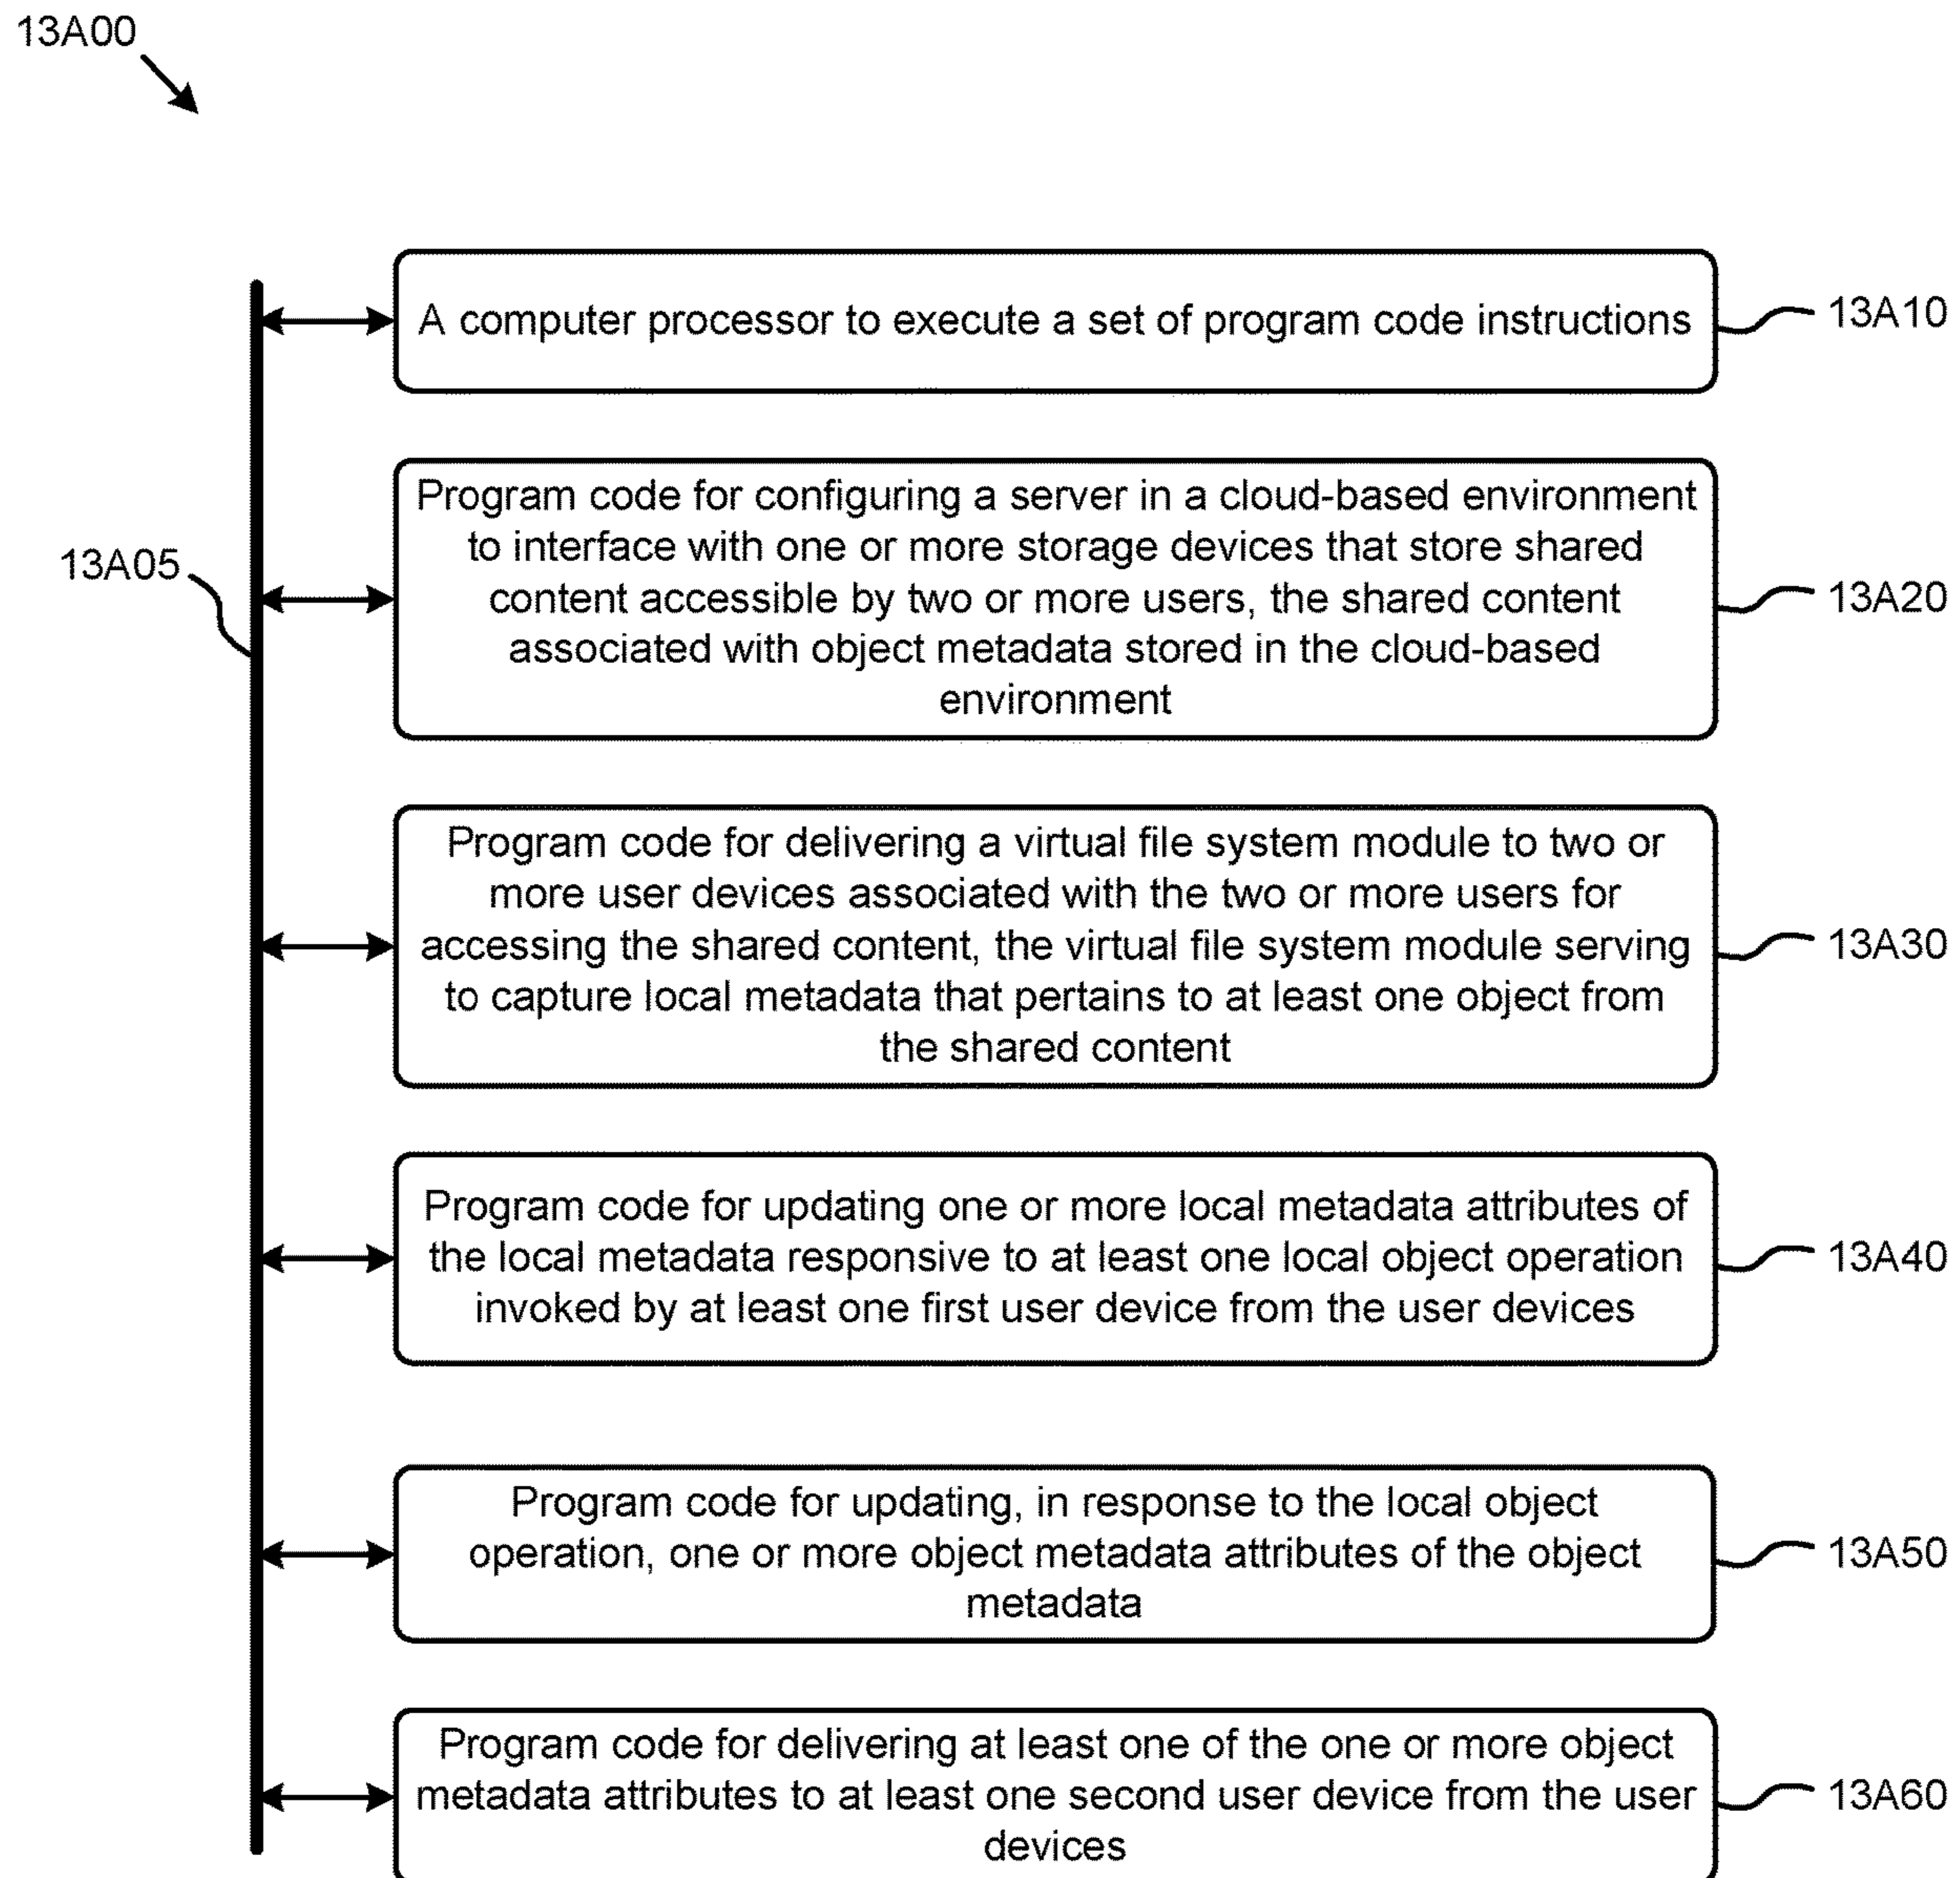 13A00
A computer processor to execute a set of program code instructions
13A10
Program code for configuring a server in a cloud-based environment
to interface with one or more storage devices that store shared
content accessible by two or more users, the shared content
associated with object metadata stored in the cloud-based
environment
13A05
13A20
Program code for delivering a virtual file system module to two or
more user devices associated with the two or more users for
accessing the shared content, the virtual file system module serving
to capture local metadata that pertains to at least one object from
the shared content
13A30
Program code for updating one or more local metadata attributes of
the local metadata responsive to at least one local object operation
invoked by at least one first user device from the user devices
13A40
Program code for updating, in response to the local object
operation, one or more object metadata attributes of the object
metadata
13A50
Program code for delivering at least one of the one or more object
metadata attributes to at least one second user device from the user
devices
13A60